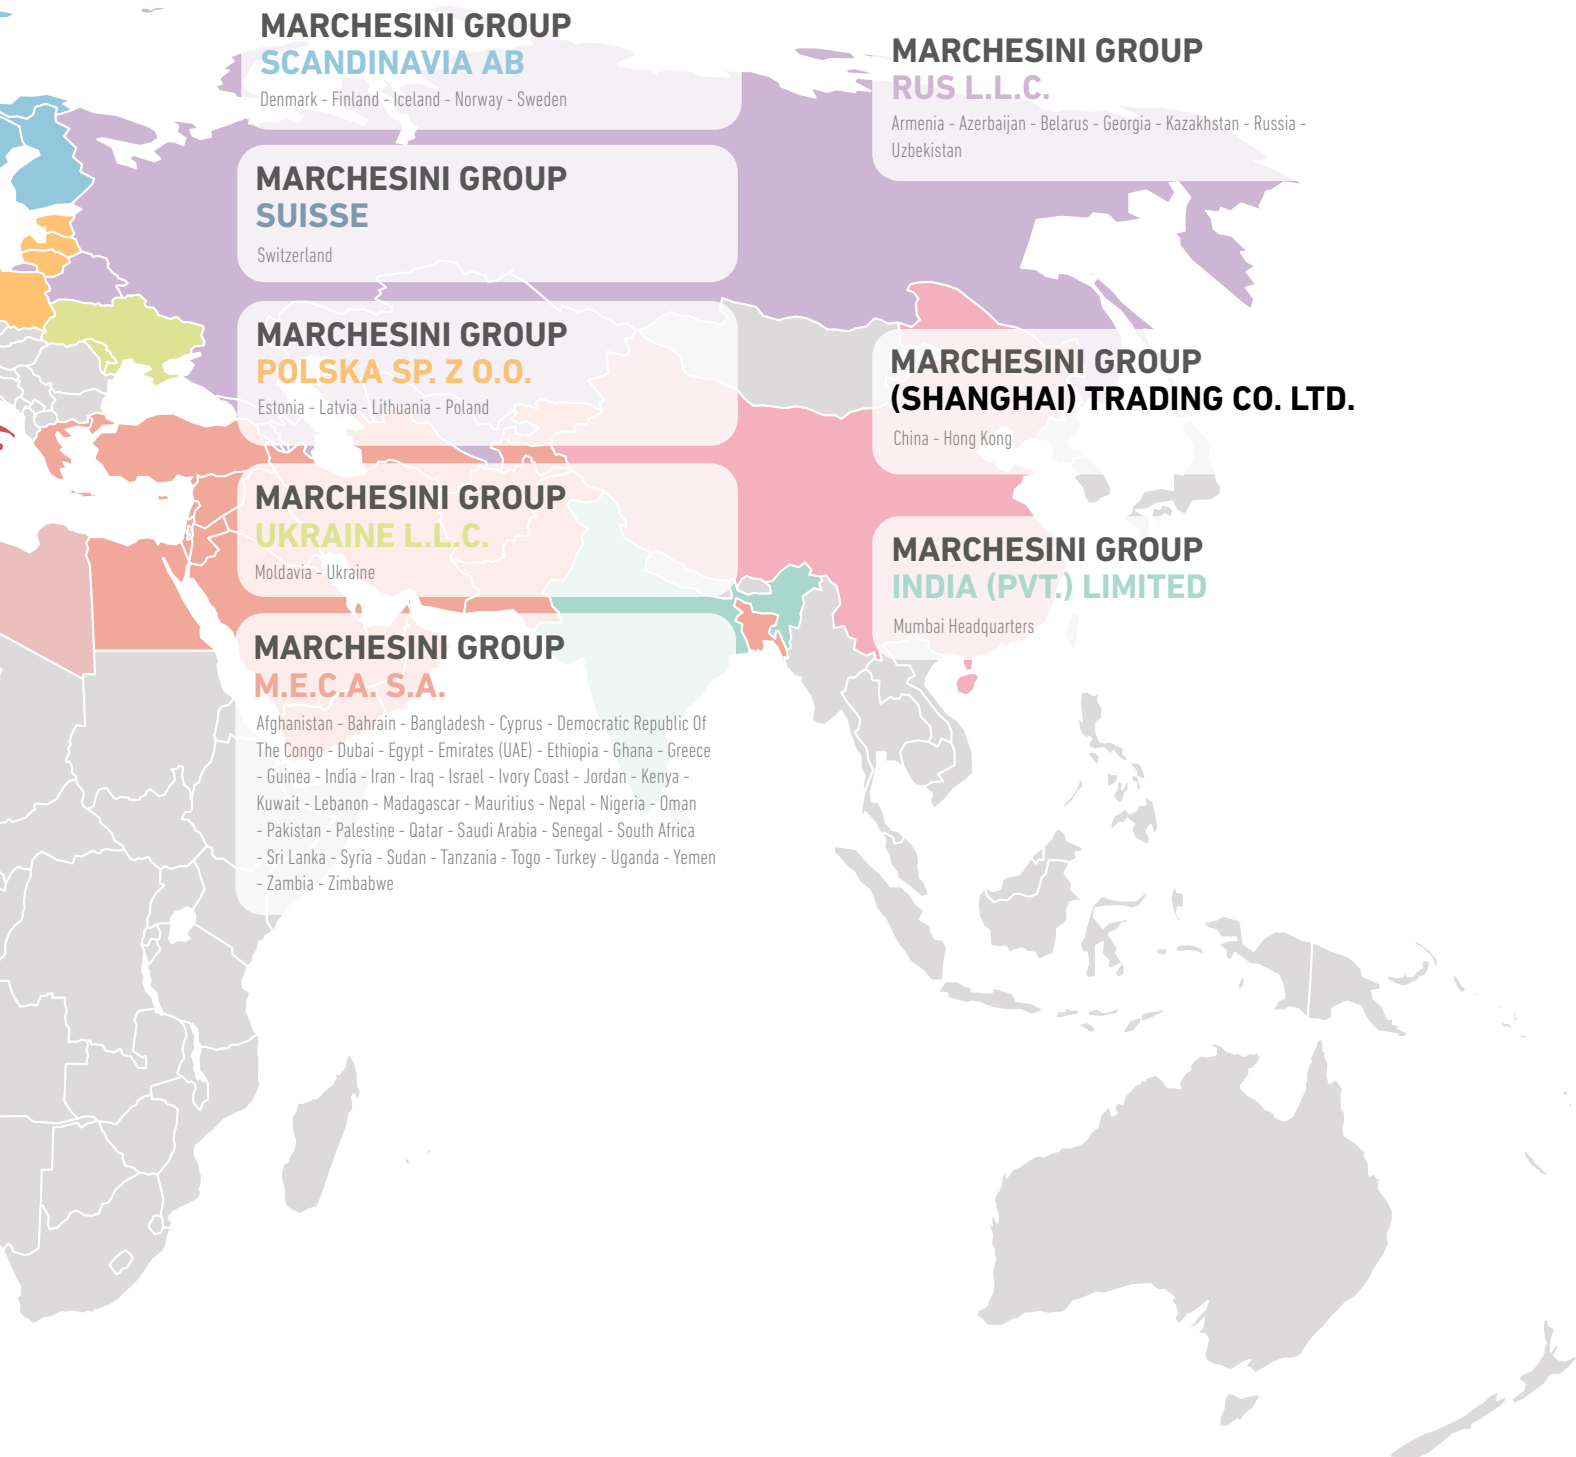 MARCHESINI GROUP
SCANDINAVIA AB
Denmark - Finland - Iceland - Norway - Sweden
MARCHESINI GROUP
SUISSE
Switzerland
MARCHESINI GROUP
POLSKA SP. Z O.O.
Estonia - Latvia - Lithuania - Poland
MARCHESINI GROUP
UKRAINE L.L.C.
Moldavia - Ukraine
MARCHESINI GROUP
M.E.C.A. S.A.
Afghanistan - Bahrain - Bangladesh - Cyprus - Democratic Republic Of
The Congo - Dubai - Egypt - Emirates (UAE) - Ethiopia - Ghana - Greece
- Guinea - India - Iran - Iraq - Israel - Ivory Coast - Jordan - Kenya -
Kuwait - Lebanon - Madagascar - Mauritius - Nepal - Nigeria - Oman
- Pakistan - Palestine - Qatar - Saudi Arabia - Senegal - South Africa
- Sri Lanka - Syria - Sudan - Tanzania - Togo - Turkey - Uganda - Yemen
- Zambia - Zimbabwe
MARCHESINI GROUP
RUS L.L.C.
Armenia - Azerbaijan - Belarus - Georgia - Kazakhstan - Russia -
Uzbekistan
MARCHESINI GROUP
(SHANGHAI) TRADING CO. LTD.
China - Hong Kong
MARCHESINI GROUP
INDIA (PVT.) LIMITED
Mumbai Headquarters